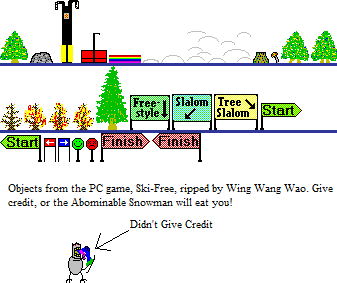 Free-
style
Slalom
Tree
Slalom
Start
Start
Finish
Finish
Objects from the PC game, Ski-Free, ripped by Wing Wang Wao. Give
credit, or the Abominable Snowman will eat you!
Didn't Give Credit